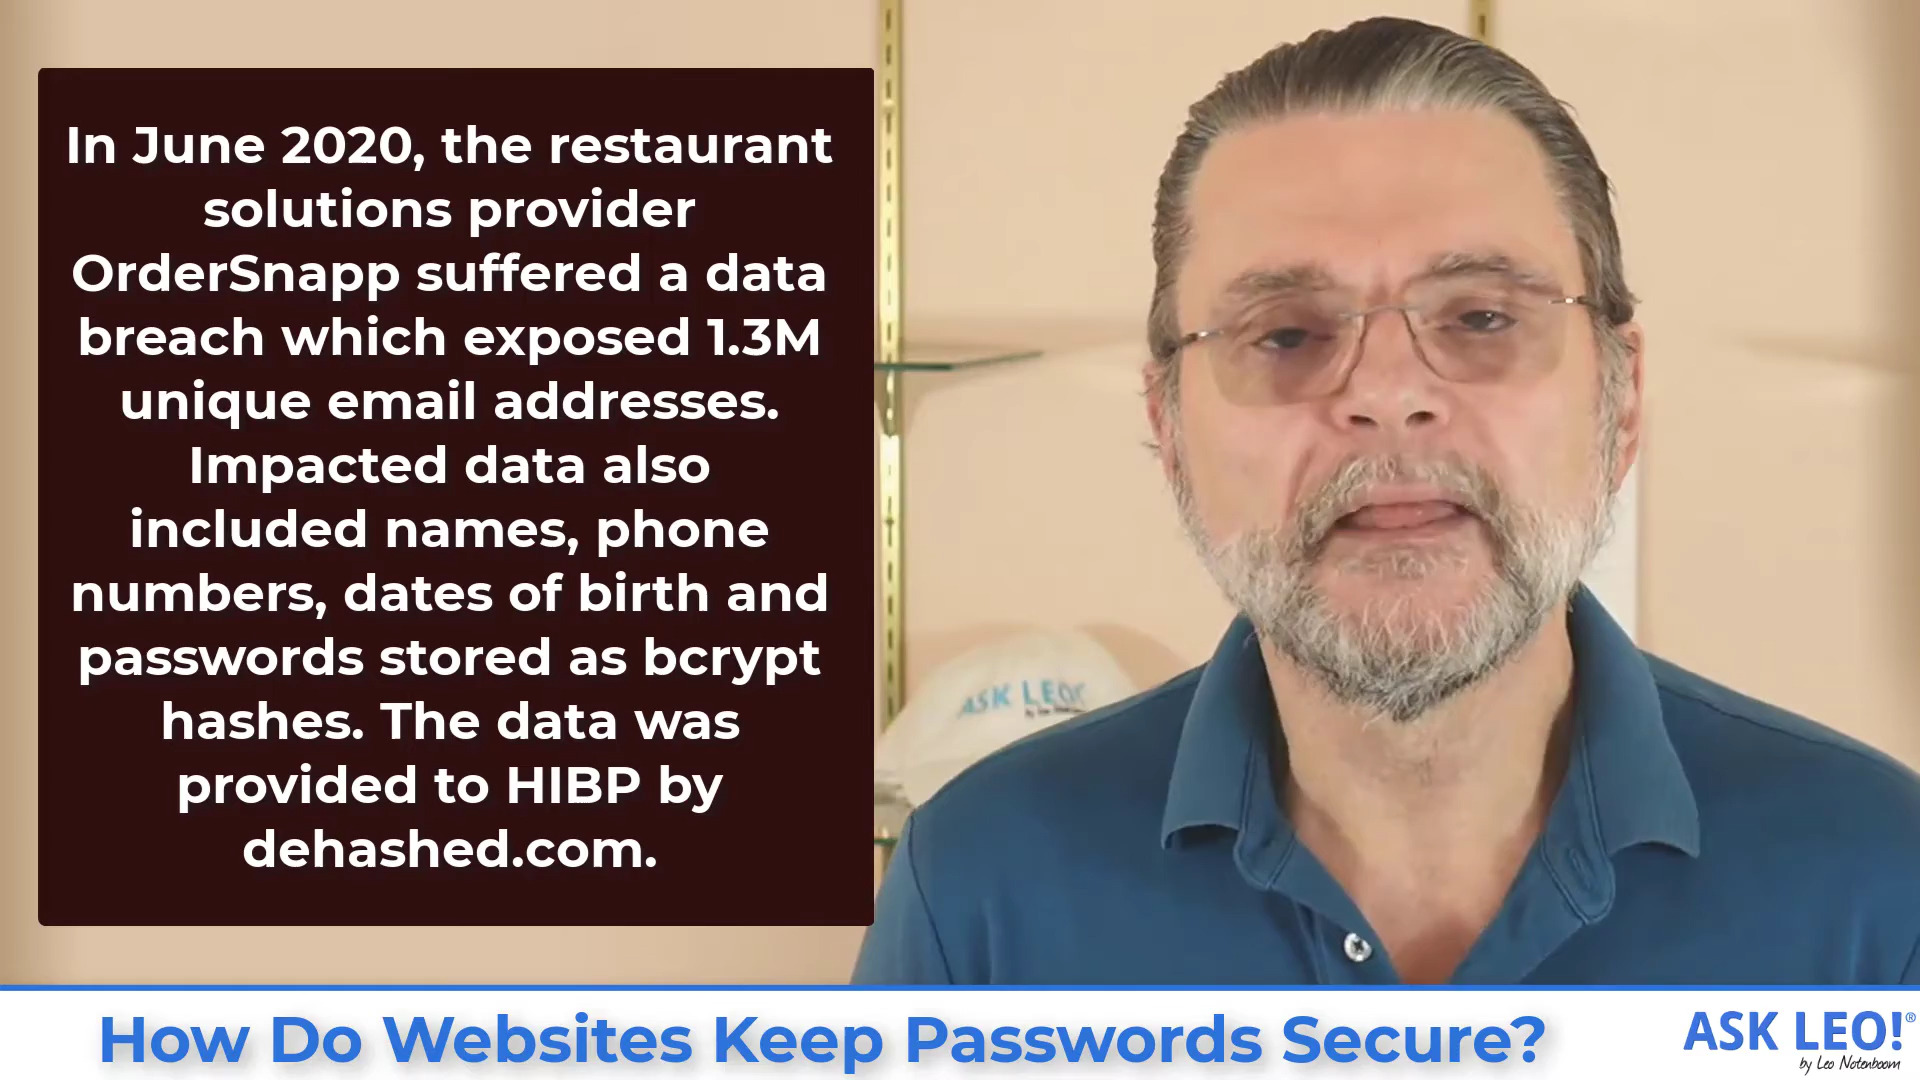 In June 2020, the restaurant
solutions provider
OrderSnapp suffered a data
breach which exposed 1.3M
unique email addresses.
Impacted data also
included names, phone
numbers, dates of birth and
passwords stored as bcrypt
hashes. The data was
provided to HIBP by
dehashed.com.
ASK LEO!
How Do Websites Keep Passwords Secure?
ASK LEO!®
by Leo Notenboom